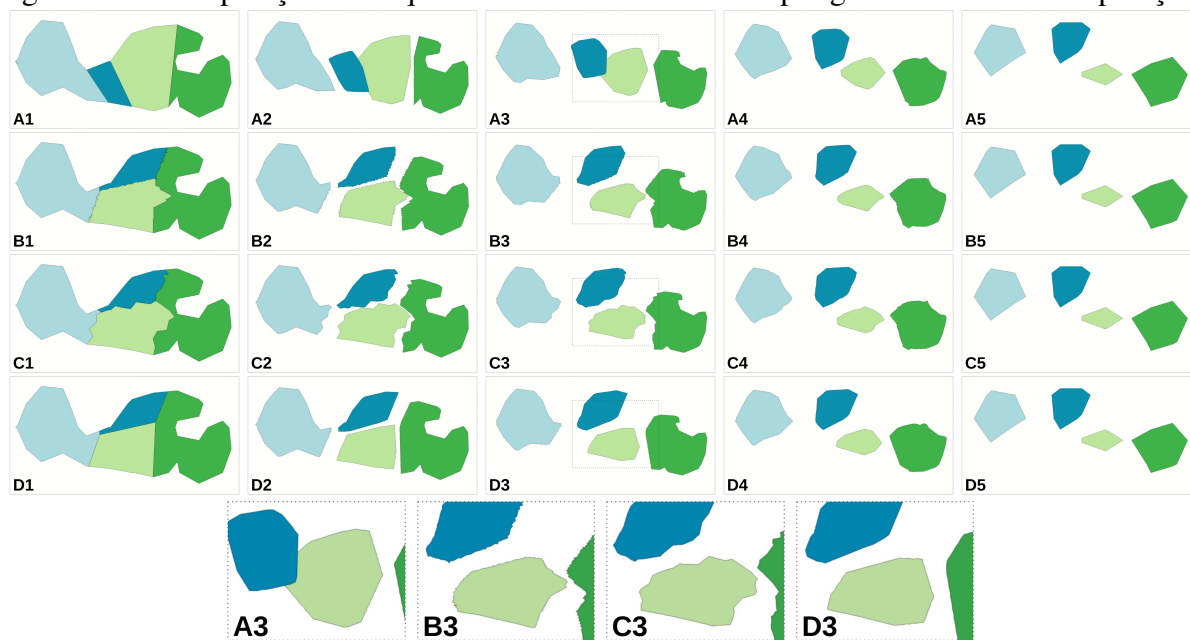 A1 A2 A3 A4 A5
B1 B2 B3 B4 B5
C1 C2 C3 C4 C5
D1 D2 D3 D4 D5
A3 B3 C3 D3